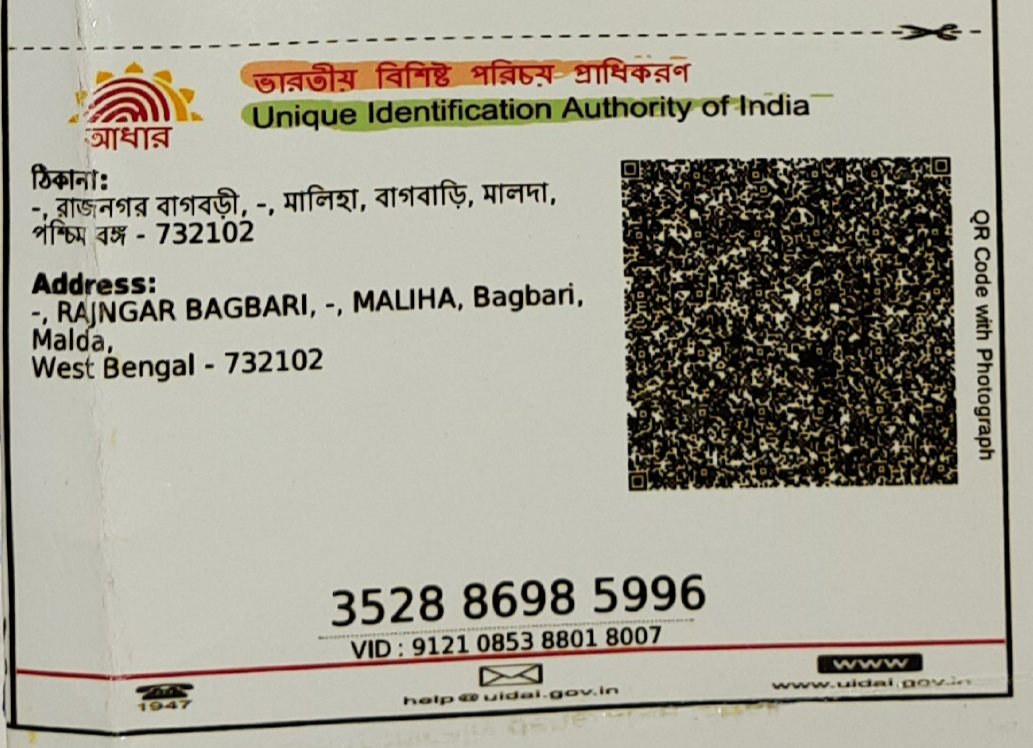 ভারতীয় বিশিষ্ট পরিচয় প্রাধিকরণ
Unique Identification Authority of India
আধার
ঠিকানা:
-, রাজনগর বাগবড়ী, -, মালিহা, বাগবাড়ি, মালদা,
পশ্চিম বঙ্গ - 732102
Address:
-, RAJNGAR BAGBARI, -, MALIHA, Bagbari,
Malda,
West Bengal - 732102
QR Code with Photograph
3528 8698 5996
VID : 9121 0853 8801 8007
1947
help@uidai.gov.in
www
www.uidai.gov.in